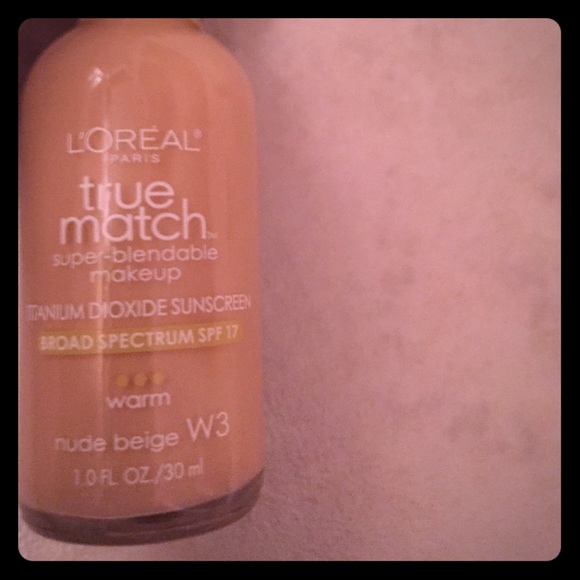 L'ORÉAL®
PARIS
true
match™
super-blendable
makeup
TITANIUM DIOXIDE SUNSCREEN
BROAD SPECTRUM SPF 17
warm
nude beige W3
1.0 FL. OZ./30 ml